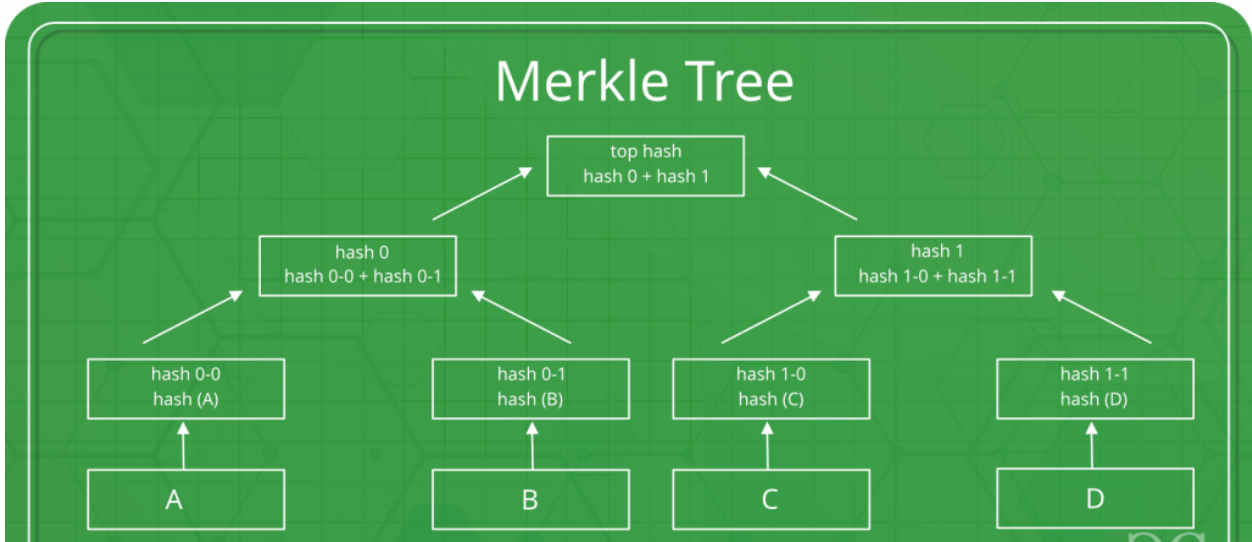 Merkle Tree
top hash
hash 0 + hash 1
hash 0
hash 0-0 + hash 0-1
hash 1
hash 1-0 + hash 1-1
hash 0-0
hash (A)
hash 0-1
hash (B)
hash 1-0
hash (C)
hash 1-1
hash (D)
A
B
C
D